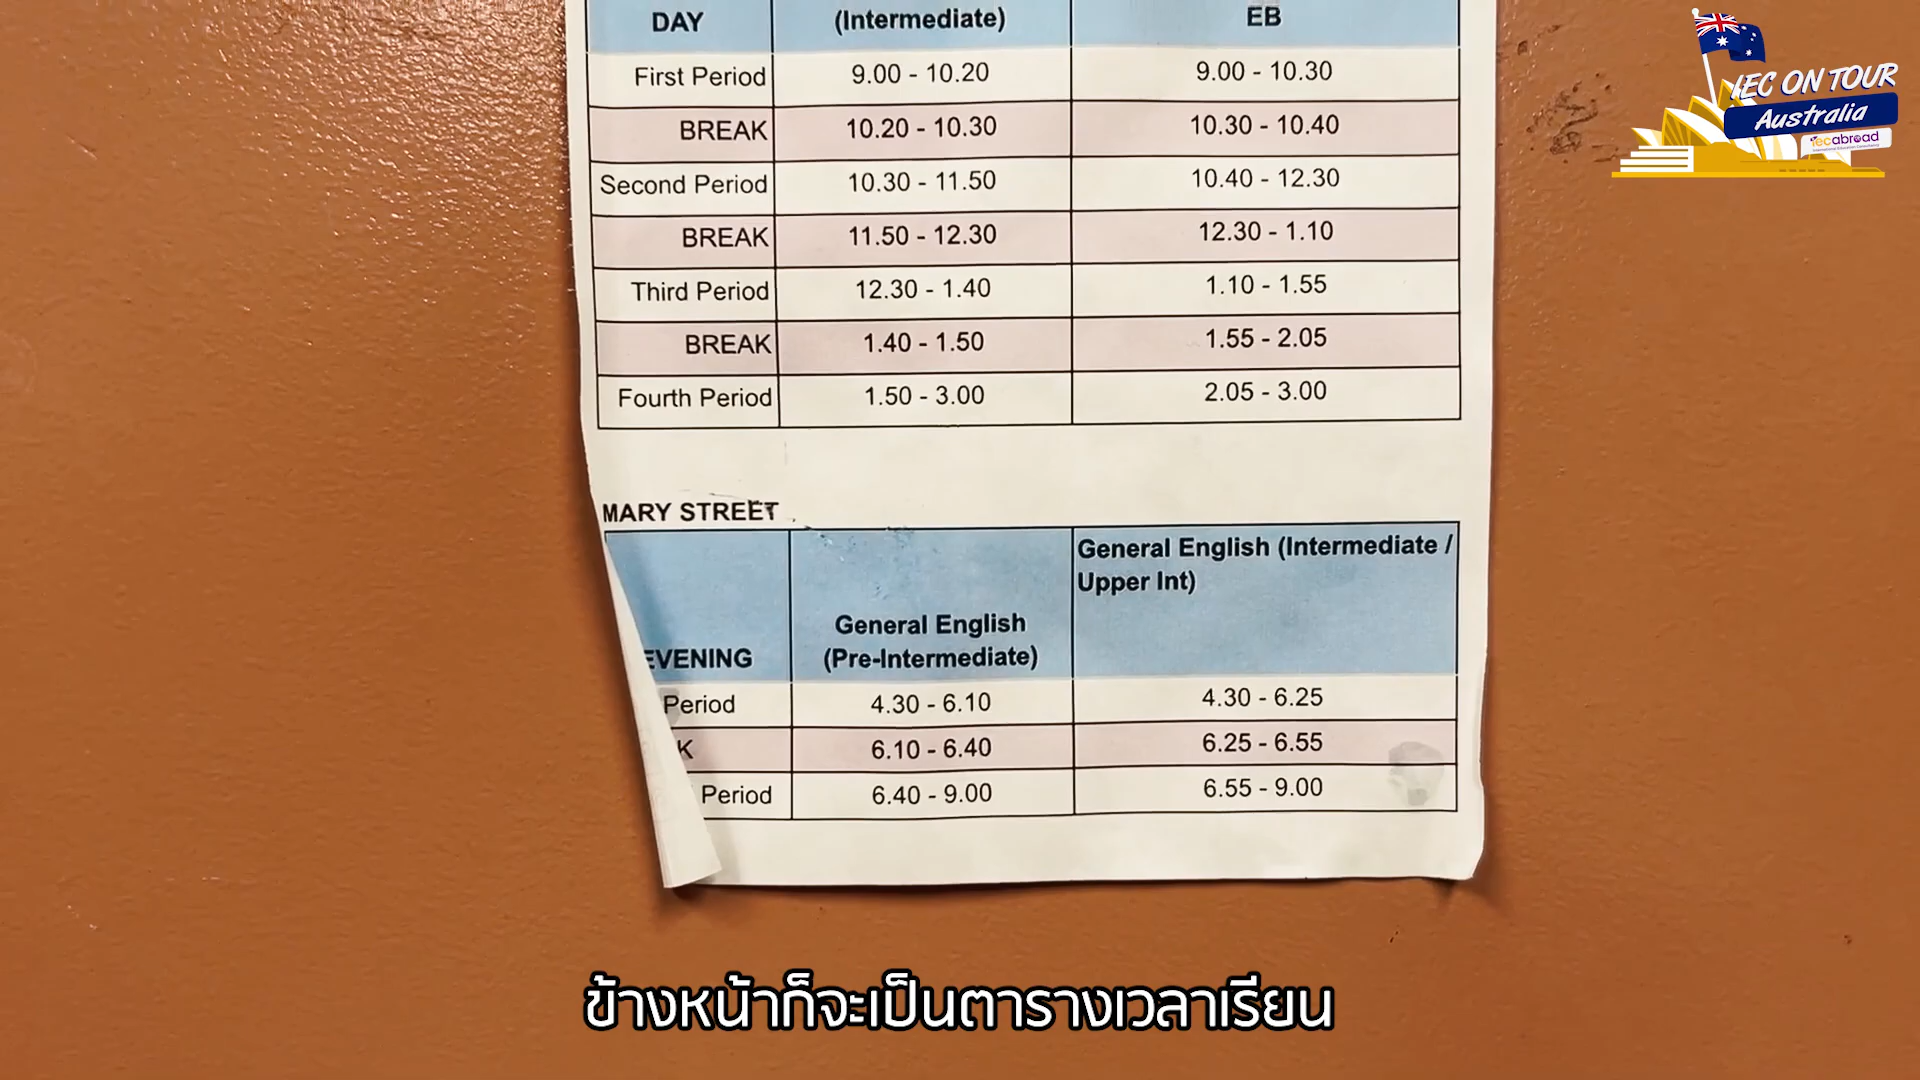 DAY (Intermediate) EB
First Period 9.00 - 10.20 9.00 - 10.30
BREAK 10.20 - 10.30 10.30 - 10.40
Second Period 10.30 - 11.50 10.40 - 12.30
BREAK 11.50 - 12.30 12.30 - 1.10
Third Period 12.30 - 1.40 1.10 - 1.55
BREAK 1.40 - 1.50 1.55 - 2.05
Fourth Period 1.50 - 3.00 2.05 - 3.00
MARY STREET
EVENING General English (Pre-Intermediate) General English (Intermediate / Upper Int)
Period 4.30 - 6.10 4.30 - 6.25
K 6.10 - 6.40 6.25 - 6.55
Period 6.40 - 9.00 6.55 - 9.00
IEC ON TOUR
Australia
iecabroad
ข้างหน้าก็จะเป็นตารางเวลาเรียน